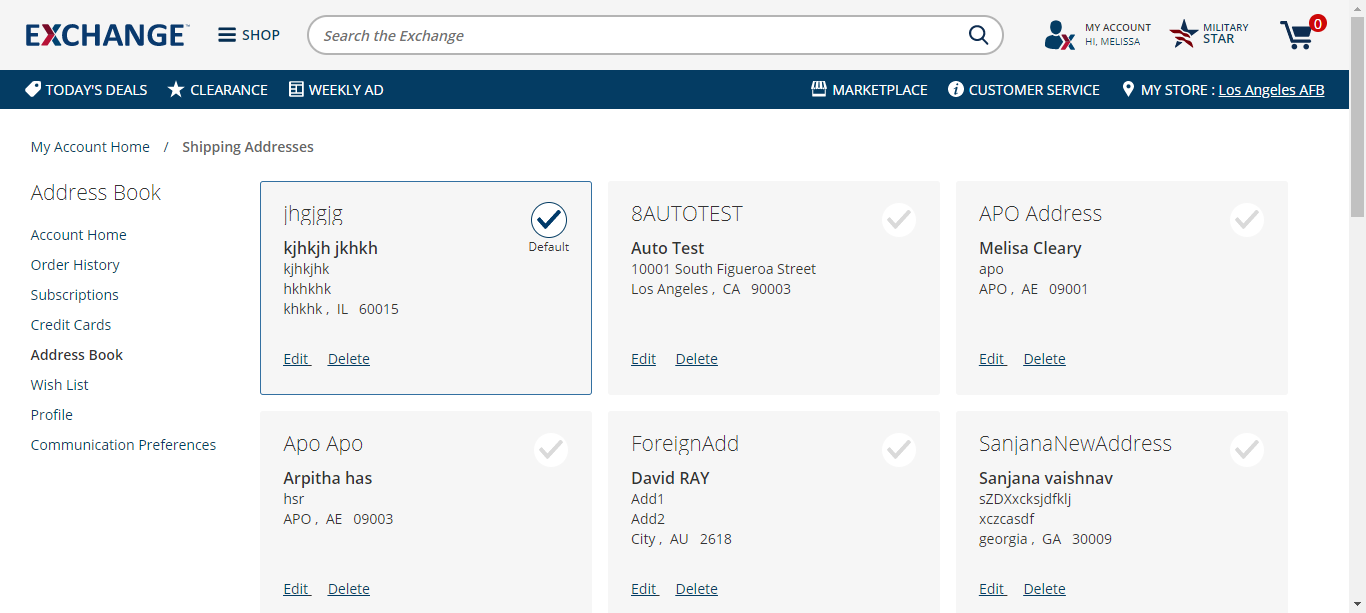 EXCHANGE
SHOP
Search the Exchange
MY ACCOUNT
HI, MELISSA
MILITARY
STAR
0
TODAY'S DEALS
CLEARANCE
WEEKLY AD
MARKETPLACE
CUSTOMER SERVICE
MY STORE : Los Angeles AFB
My Account Home / Shipping Addresses
Address Book
Account Home
Order History
Subscriptions
Credit Cards
Address Book
Wish List
Profile
Communication Preferences
jhgjgjg
Default
kjhkjh jkhkh
kjhkjhk
hkhkhk
khkhk , IL 60015
Edit Delete
8AUTOTEST
Auto Test
10001 South Figueroa Street
Los Angeles , CA 90003
Edit Delete
APO Address
Melisa Cleary
apo
APO , AE 09001
Edit Delete
Apo Apo
Arpitha has
hsr
APO , AE 09003
Edit Delete
ForeignAdd
David RAY
Add1
Add2
City , AU 2618
Edit Delete
SanjanaNewAddress
Sanjana vaishnav
sZDXxcksjdfklj
xczcasdf
georgia , GA 30009
Edit Delete